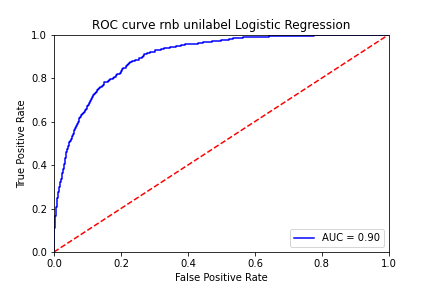 ROC curve rnb unilabel Logistic Regression
1.0
0.8
0.6
0.4
0.2
0.0
True Positive Rate
AUC = 0.90
0.0 0.2 0.4 0.6 0.8 1.0
False Positive Rate